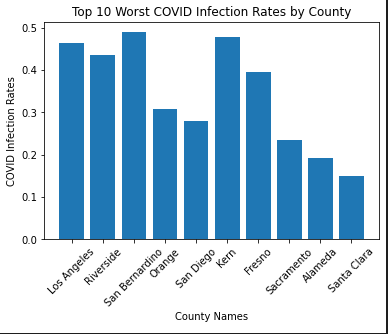 Top 10 Worst COVID Infection Rates by County
COVID Infection Rates
0.5
0.4
0.3
0.2
0.1
0.0
Los Angeles
Riverside
San Bernardino
Orange
San Diego
Kern
Fresno
Sacramento
Alameda
Santa Clara
County Names